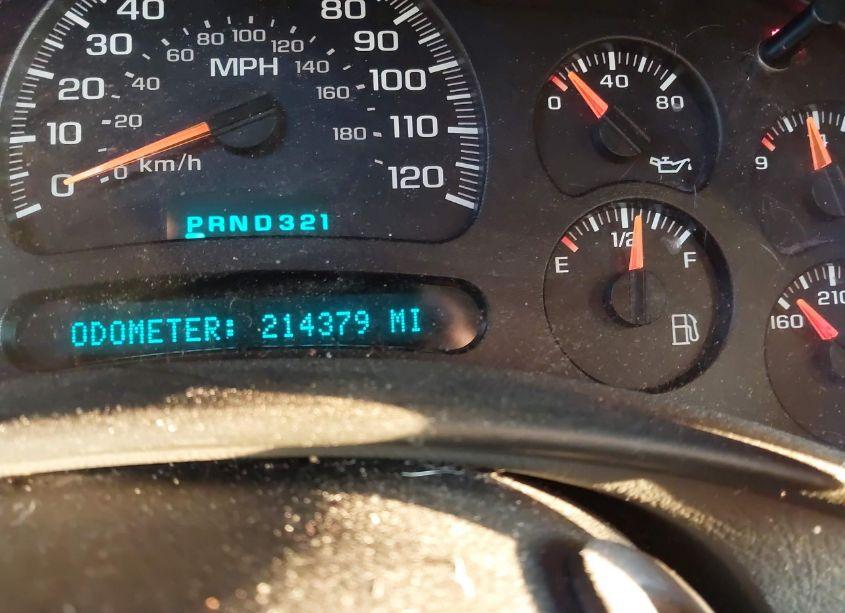 40 80
30 60 80 100 120 90
MPH
20 40 140 100
160
10 20 180 110
0 0 km/h 120
PRND321
ODOMETER: 214379 MI
0 40 80
E 1/2 F
9
160 210